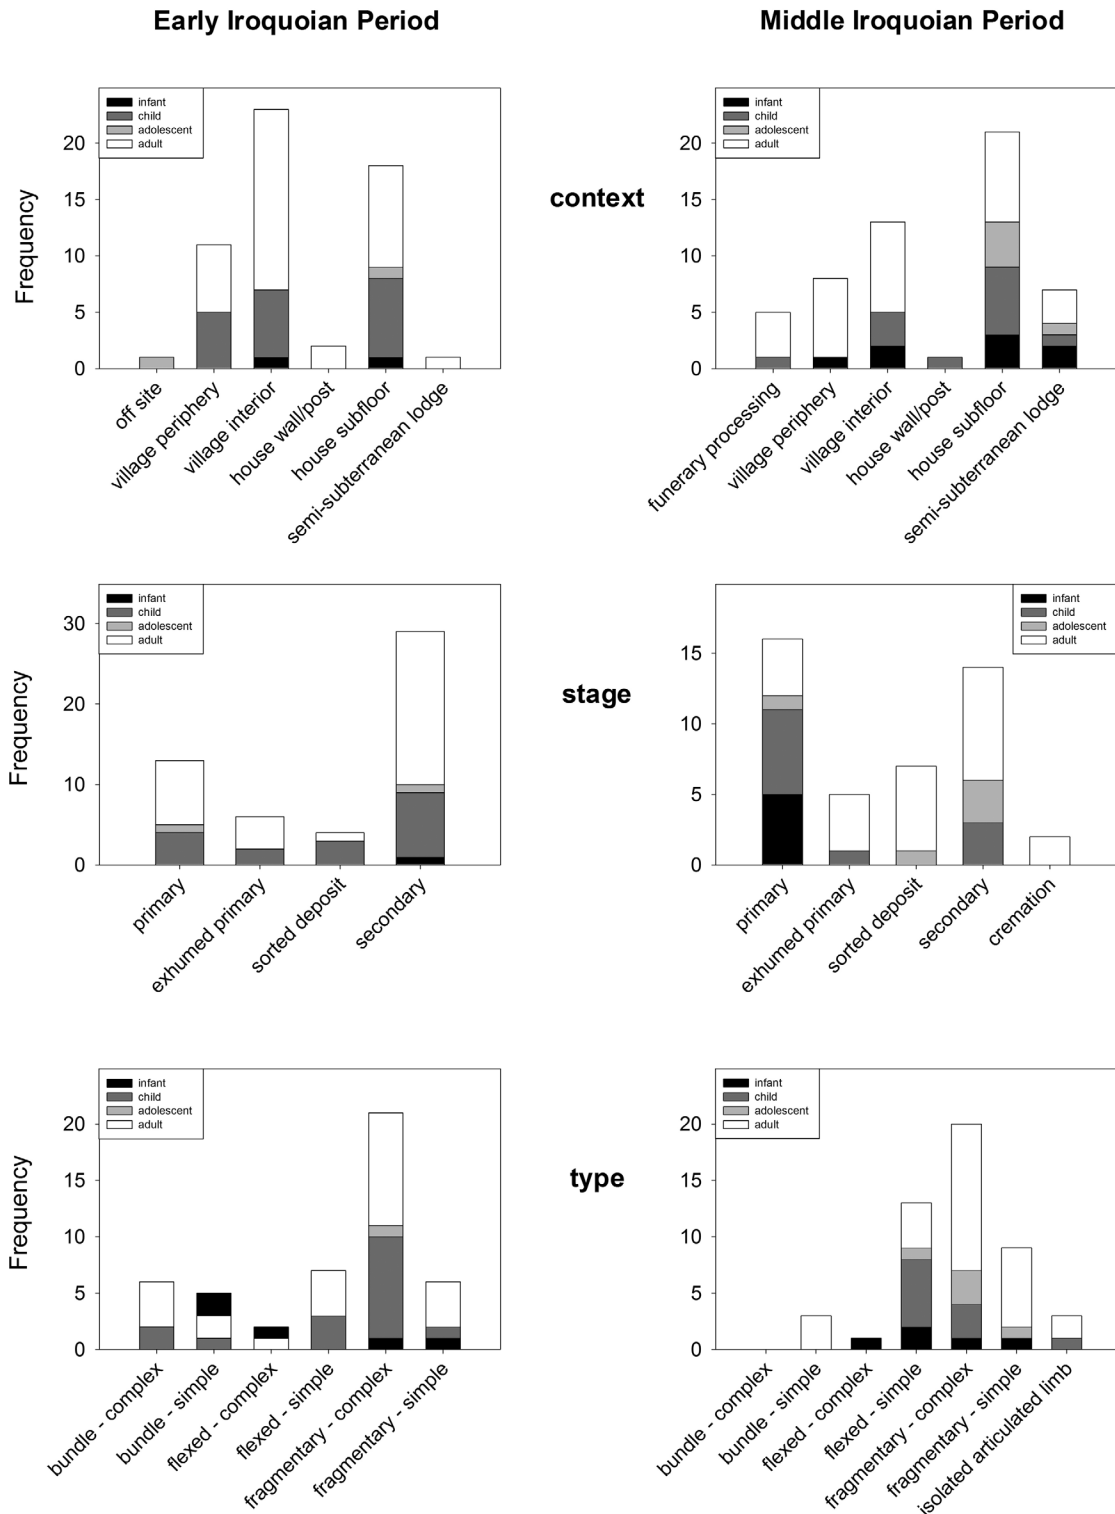 Early Iroquoian Period
Middle Iroquoian Period
infant
child
adolescent
adult
Frequency
20
15
10
5
0
off site
village periphery
village interior
house wall/post
house subfloor
semi-subterranean lodge
context
infant
child
adolescent
adult
20
15
10
5
0
funerary processing
village periphery
village interior
house wall/post
house subfloor
semi-subterranean lodge
infant
child
adolescent
adult
Frequency
30
20
10
0
primary
exhumed primary
sorted deposit
secondary
stage
infant
child
adolescent
adult
15
10
5
0
primary
exhumed primary
sorted deposit
secondary
cremation
infant
child
adolescent
adult
Frequency
20
15
10
5
0
bundle - complex
bundle - simple
flexed - complex
flexed - simple
fragmentary - complex
fragmentary - simple
type
infant
child
adolescent
adult
20
15
10
5
0
bundle - complex
bundle - simple
flexed - complex
flexed - simple
fragmentary - complex
fragmentary - simple
isolated articulated limb